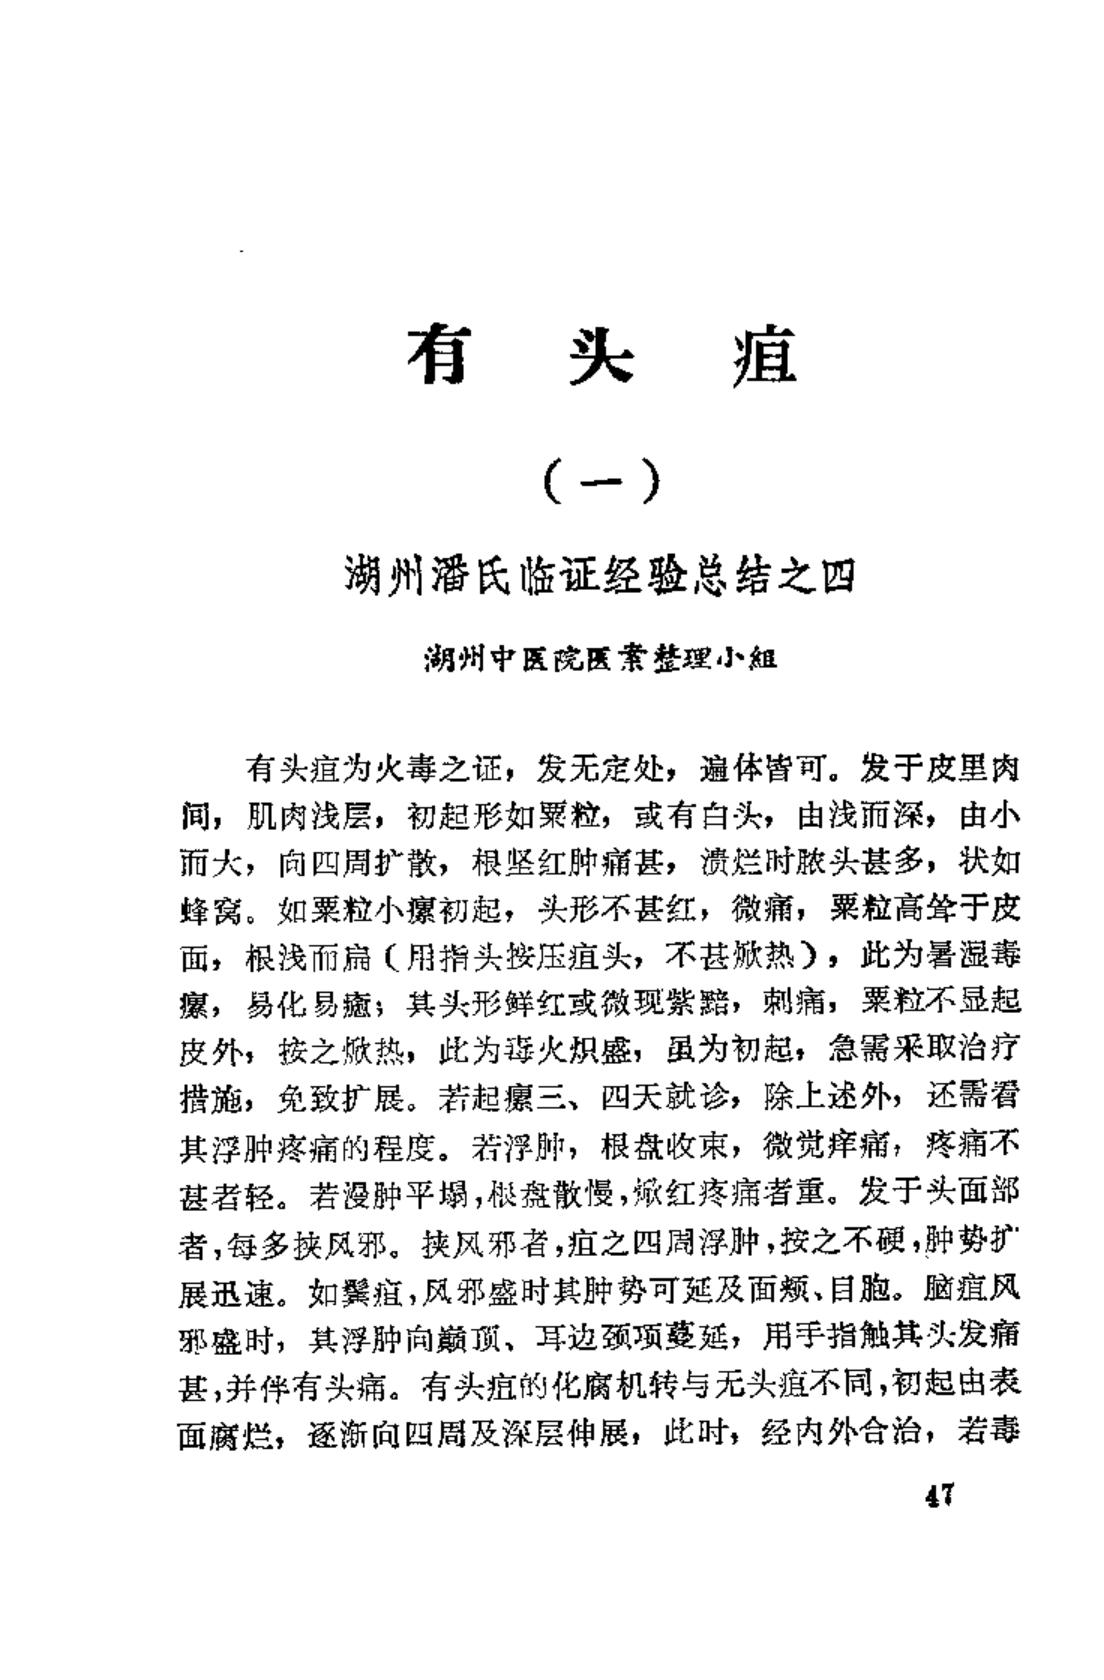 有头疽
（一）
湖州潘氏临证经验总结之四
湖州中医院医案整理小組
有头疽为火毒之证，发无定处，遍体皆可。发于皮里肉
间，肌肉浅层，初起形如粟粒，或有白头，由浅而深，由小
而大，向四周扩散，根坚红肿痛甚，溃烂时脓头甚多，状如
蜂窝。如粟粒小瘰初起，头形不甚红，微痛，粟粒高耸于皮
面，根浅而扁（用指头按压疽头，不甚焮热），此为暑湿毒
瘰，易化易癒；其头形鲜红或微现紫黯，刺痛，粟粒不显起
皮外，按之焮热，此为毒火炽盛，虽为初起，急需采取治疗
措施，免致扩展。若起瘰三、四天就诊，除上述外，还需看
其浮肿疼痛的程度。若浮肿，根盘收束，微觉痒痛，疼痛不
甚者轻。若漫肿平塌，根盘散慢，焮红疼痛者重。发于头面部
者，每多挟风邪。挟风邪者，疽之四周浮肿，按之不硬，肿势扩
展迅速。如鬓疽，风邪盛时其肿势可延及面颊、目胞。脑疽风
邪盛时，其浮肿向巅顶、耳边颈项蔓延，用手指触其头发痛
甚，并伴有头痛。有头疽的化腐机转与无头疽不同，初起由表
面腐烂，逐渐向四周及深层伸展，此时，经内外合治，若毒
47